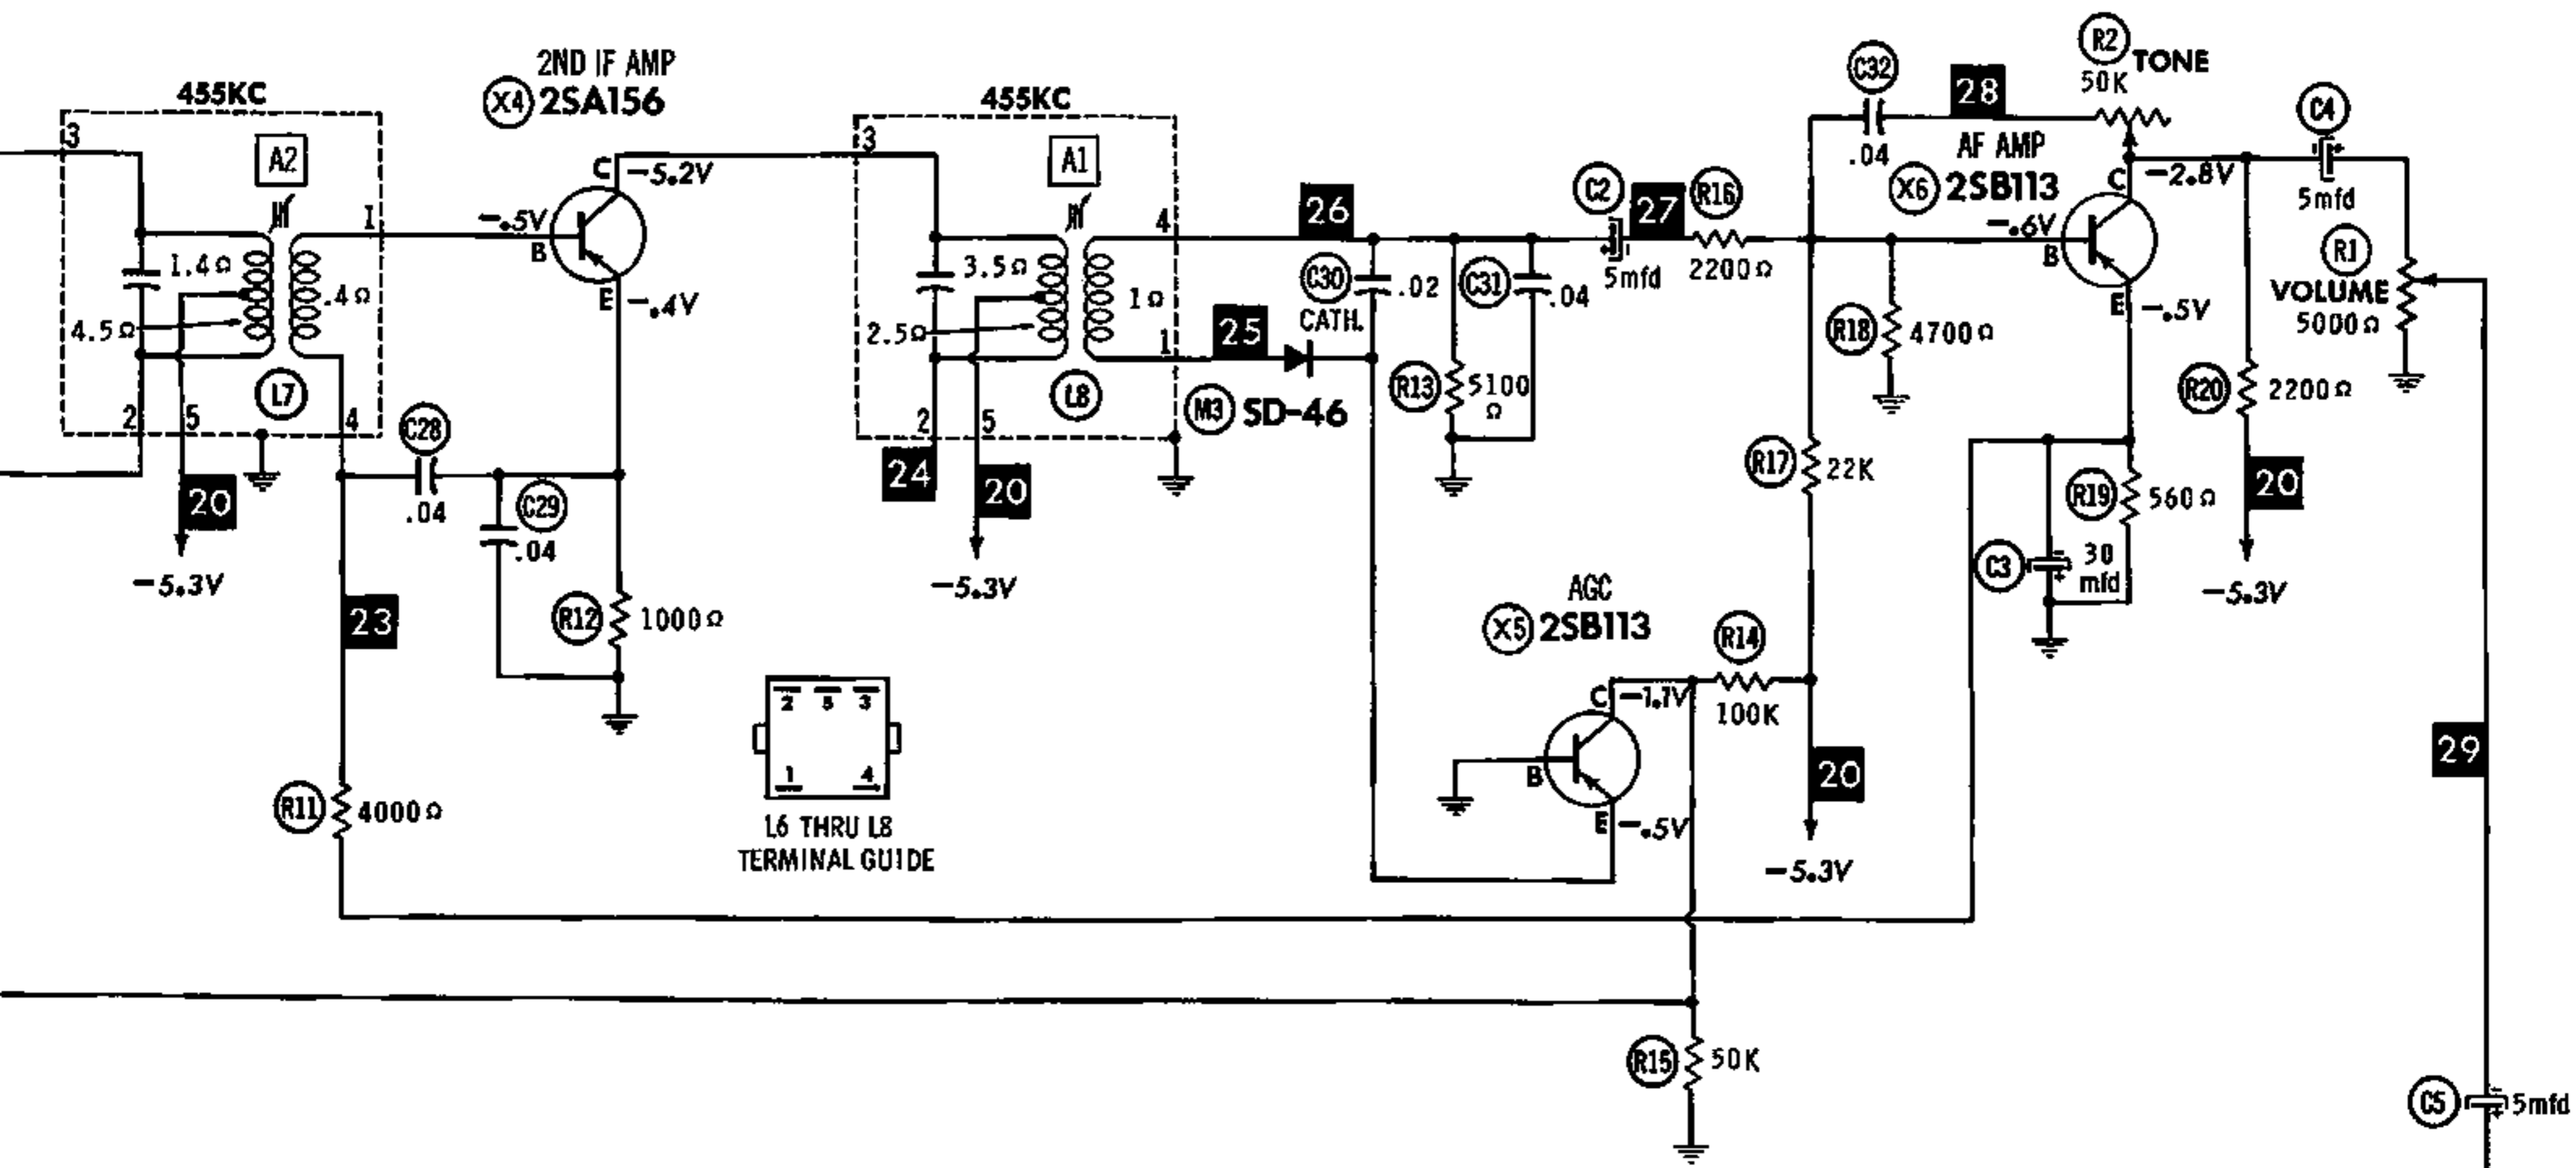 455KC
3
A2
1
1.4Ω
4.5Ω
.4Ω
L7
2
5
4
20
-5.3V
2ND IF AMP
X4 2SA156
C -5.2V
-.5V
B
E -.4V
C28
.04
C29
.04
R12 1000Ω
23
R11 4000Ω
455KC
3
A1
4
3.5Ω
2.5Ω
1Ω
1
L8
2
5
24
20
-5.3V
2 5 3
1 4
L6 THRU L8
TERMINAL GUIDE
26
25
M3 SD-46
C30 .02
CATH.
R13 5100
Ω
C31 .04
C2
5mfd
27
R16
2200Ω
C32
.04
28
R2 TONE
50K
AF AMP
X6 2SB113
C -2.8V
-.6V
B
E -.5V
R18 4700Ω
R17 22K
C4
5mfd
R1
VOLUME
5000Ω
R20 2200Ω
20
-5.3V
R19 560Ω
C3 30
mfd
AGC
X5 2SB113
C -1.1V
B
E -.5V
R14
100K
20
-5.3V
R15 50K
29
C5 5mfd